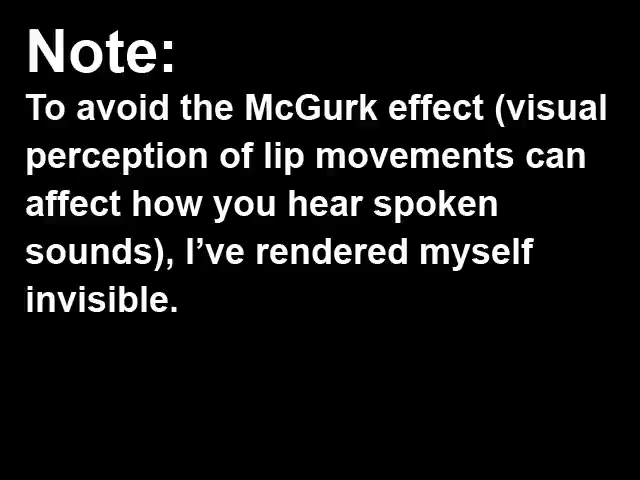 Note:
To avoid the McGurk effect (visual
perception of lip movements can
affect how you hear spoken
sounds), I’ve rendered myself
invisible.